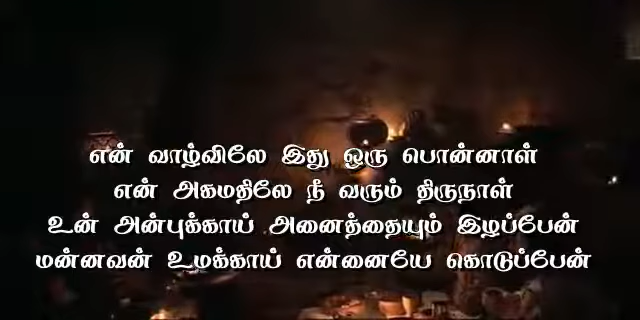 என் வாழ்விலே இது ஒரு பொன்னாள்
என் அகமதிலே நீ வரும் திருநாள்
உன் அன்புக்காய் அனைத்தையும் இழப்பேன்
மன்னவன் உமக்காய் என்னையே கொடுப்பேன்